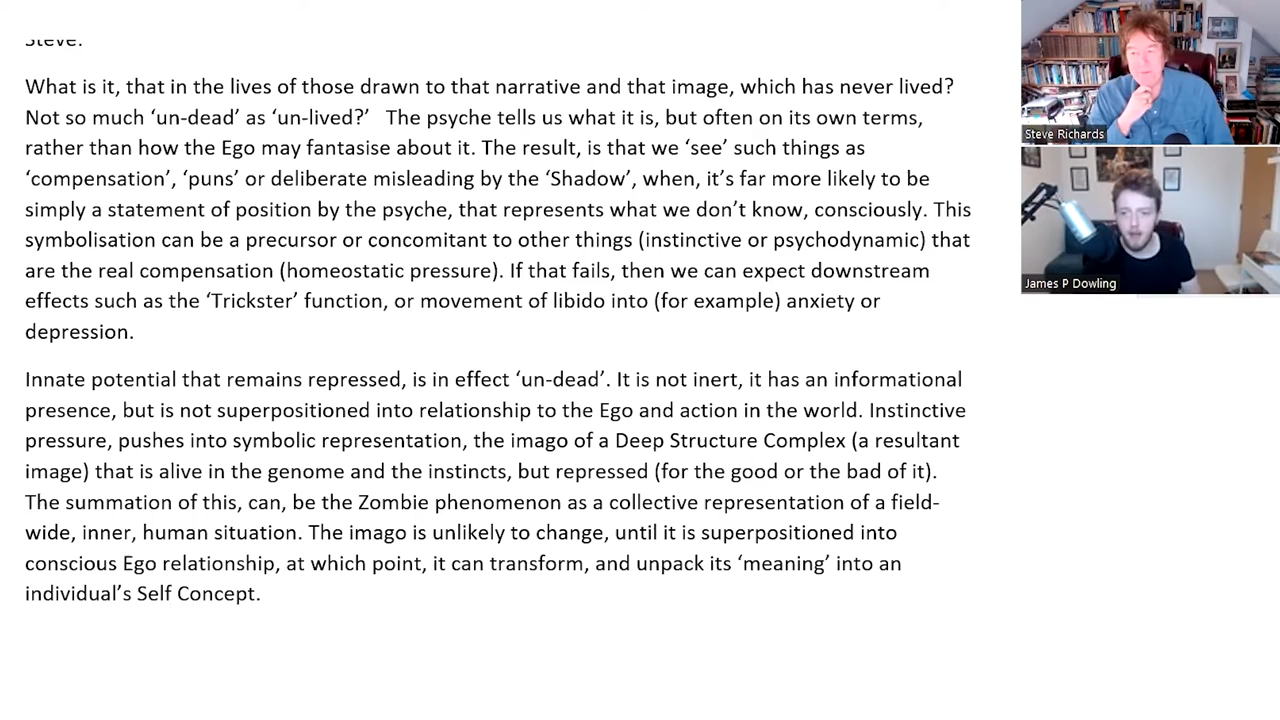 Steve:
What is it, that in the lives of those drawn to that narrative and that image, which has never lived?
Not so much ‘un-dead’ as ‘un-lived?’ The psyche tells us what it is, but often on its own terms,
rather than how the Ego may fantasise about it. The result, is that we ‘see’ such things as
‘compensation’, ‘puns’ or deliberate misleading by the ‘Shadow’, when, it’s far more likely to be
simply a statement of position by the psyche, that represents what we don’t know, consciously. This
symbolisation can be a precursor or concomitant to other things (instinctive or psychodynamic) that
are the real compensation (homeostatic pressure). If that fails, then we can expect downstream
effects such as the ‘Trickster’ function, or movement of libido into (for example) anxiety or
depression.
Innate potential that remains repressed, is in effect ‘un-dead’. It is not inert, it has an informational
presence, but is not superpositioned into relationship to the Ego and action in the world. Instinctive
pressure, pushes into symbolic representation, the imago of a Deep Structure Complex (a resultant
image) that is alive in the genome and the instincts, but repressed (for the good or the bad of it).
The summation of this, can, be the Zombie phenomenon as a collective representation of a field-
wide, inner, human situation. The imago is unlikely to change, until it is superpositioned into
conscious Ego relationship, at which point, it can transform, and unpack its ‘meaning’ into an
individual’s Self Concept.
Steve Richards
James P Dowling